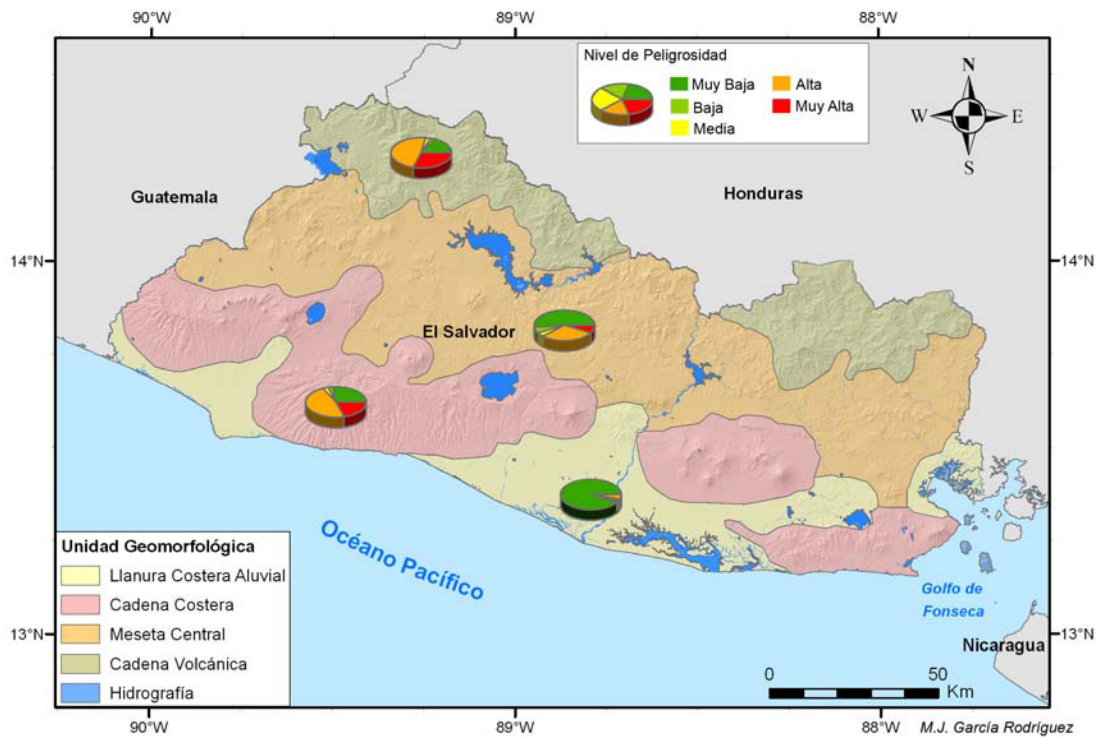 90°W
89°W
88°W
Nivel de Peligrosidad
Muy Baja
Alta
Baja
Muy Alta
Media
N
W
E
S
Guatemala
Honduras
14°N
14°N
El Salvador
Unidad Geomorfológica
Llanura Costera Aluvial
Cadena Costera
Meseta Central
Cadena Volcánica
Hidrografía
Océano Pacífico
Golfo de
Fonseca
13°N
13°N
Nicaragua
0
50
Km
90°W
89°W
88°W
M.J. García Rodríguez